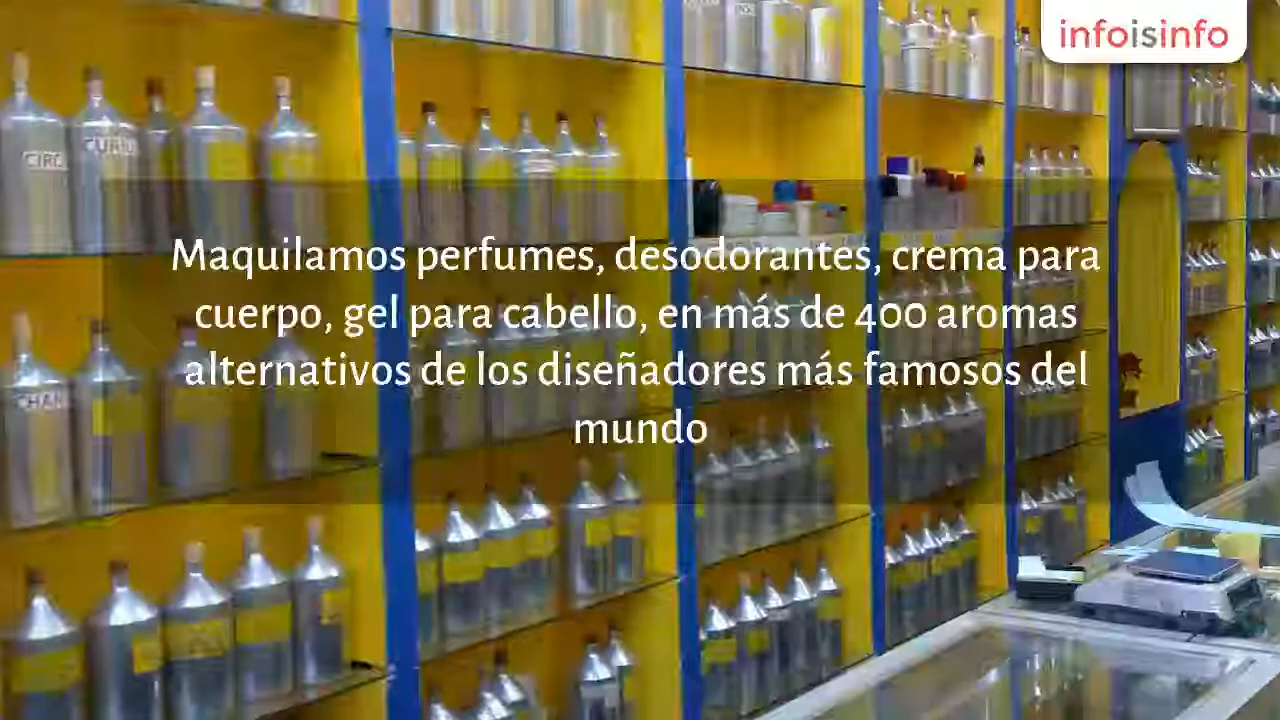 infoisinfo
Maquilamos perfumes, desodorantes, crema para
cuerpo, gel para cabello, en más de 400 aromas
alternativos de los diseñadores más famosos del
mundo